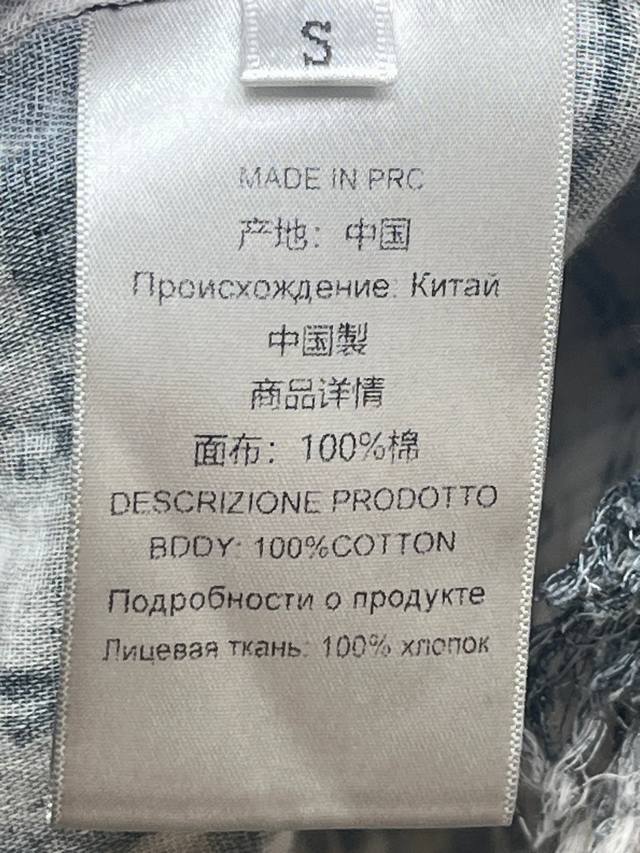 S
MADE IN PRC
产地：中国
Происхождение: Китай
中国製
商品详情
面布：100%棉
DESCRIZIONE PRODOTTO
BDDY: 100%COTTON
Подробности о продукте
Лицевая ткань: 100% хлопок